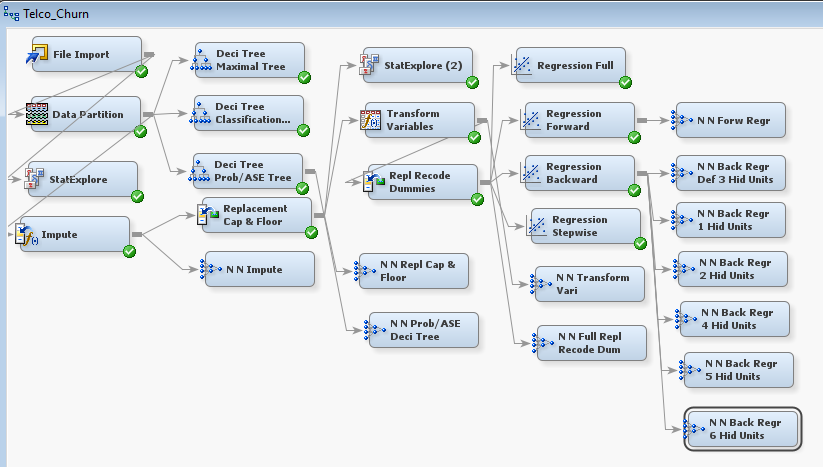 Telco_Churn
File Import
Data Partition
StatExplore
Impute
Deci Tree
Maximal Tree
Deci Tree
Classification...
Deci Tree
Prob/ASE Tree
Replacement
Cap & Floor
N N Impute
StatExplore (2)
Transform
Variables
Repl Recode
Dummies
N N Repl Cap &
Floor
N N Prob/ASE
Deci Tree
Regression Full
Regression
Forward
Regression
Backward
Regression
Stepwise
N N Transform
Vari
N N Full Repl
Recode Dum
N N Forw Regr
N N Back Regr
Def 3 Hid Units
N N Back Regr
1 Hid Units
N N Back Regr
2 Hid Units
N N Back Regr
4 Hid Units
N N Back Regr
5 Hid Units
N N Back Regr
6 Hid Units